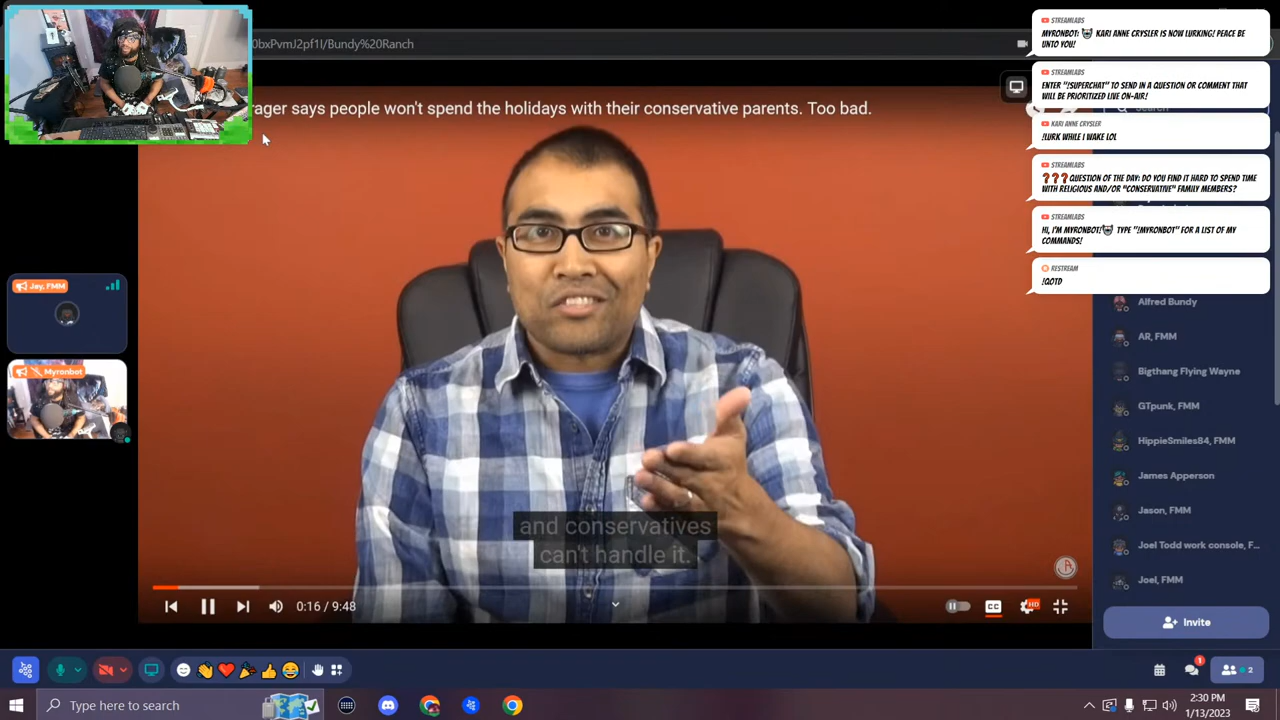 0bxPvmJ2pf1I/Bundy%20Ranch
rager says
end the holidays with their conservative parents. Too bad.
STREAMLABS
MYRONBOT: KARI ANNE CRYSLER IS NOW LURKING! PEACE BE
UNTO YOU!
STREAMLABS
ENTER "!SUPERCHAT" TO SEND IN A QUESTION OR COMMENT THAT
WILL BE PRIORITIZED LIVE ON-AIR!
Search
KARI ANNE CRYSLER
!LURK WHILE I WAKE LOL
STREAMLABS
❓❓❓QUESTION OF THE DAY: DO YOU FIND IT HARD TO SPEND TIME
WITH RELIGIOUS AND/OR "CONSERVATIVE" FAMILY MEMBERS?
STREAMLABS
HI, I'M MYRONBOT! TYPE "!MYRONBOT" FOR A LIST OF MY
COMMANDS!
RESTREAM
!QOTD
Jay, FMM
Myronbot
Alfred Bundy
AR, FMM
Bigthang Flying Wayne
GTpunk, FMM
HippieSmiles84, FMM
James Apperson
Jason, FMM
Joel Todd work console, F...
Joel, FMM
Invite
and conservatives
can't handle it.
0:16 / 9:48
CC
HD
1
2
Type here to search
2:30 PM
1/13/2023